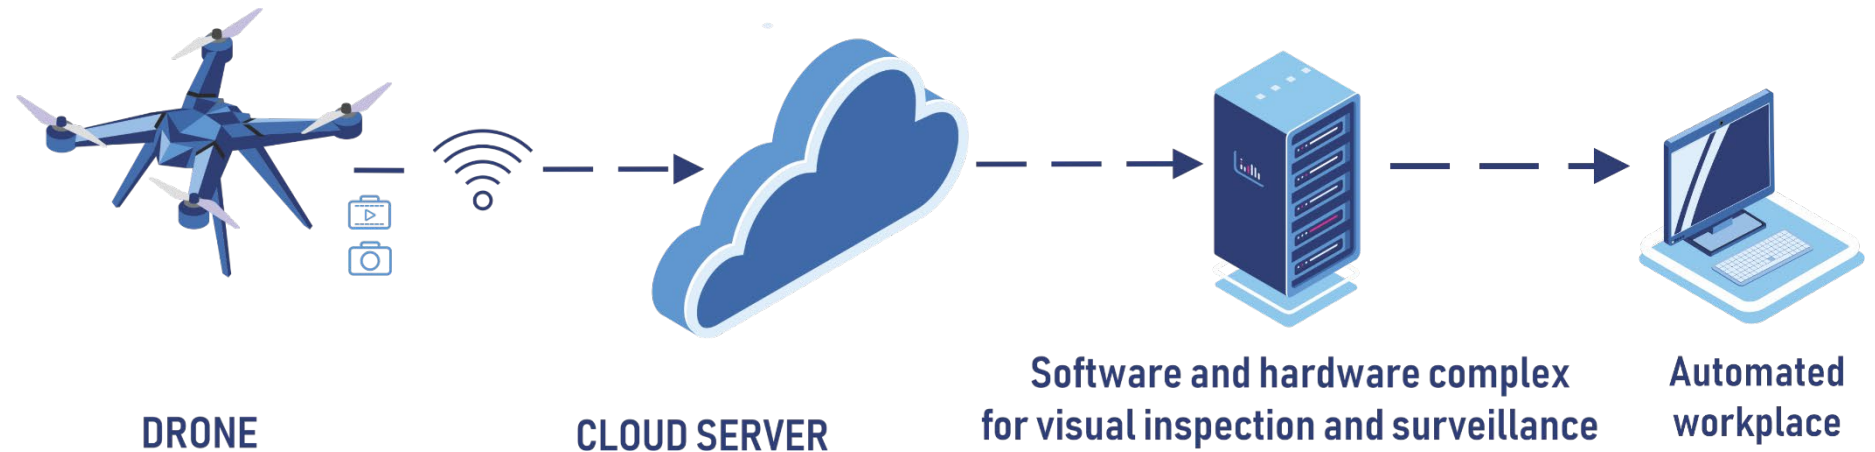 DRONE
CLOUD SERVER
Software and hardware complex
for visual inspection and surveillance
Automated
workplace